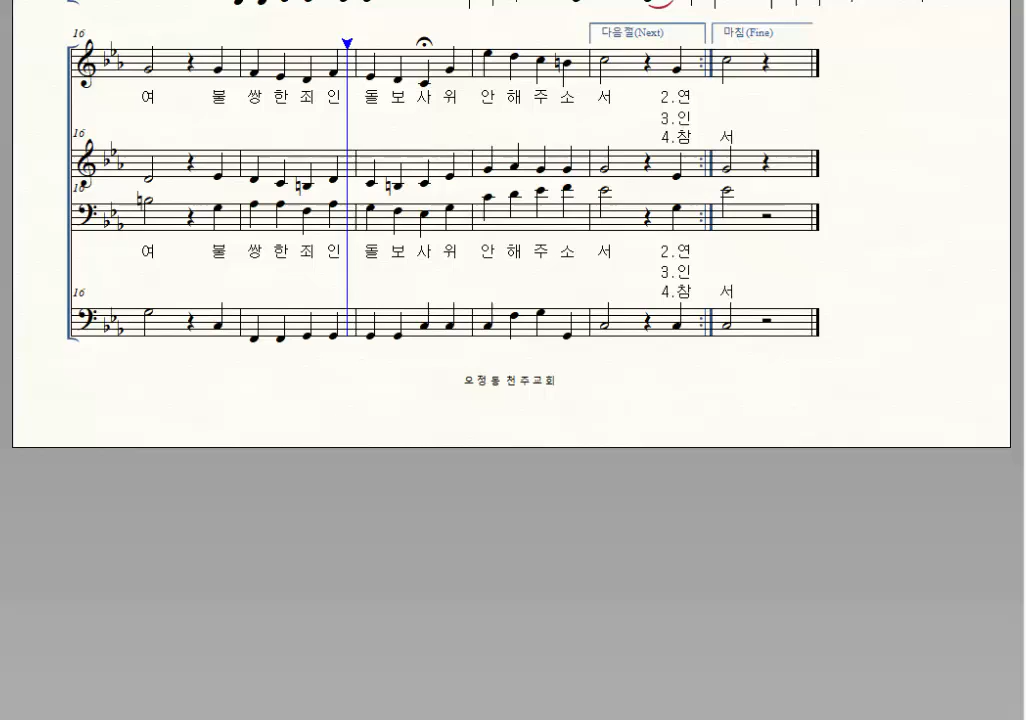 16
다음절(Next) 마침(Fine)
여 불 쌍 한 죄 인 돌 보 사 위 안 해 주 소 서 2.연
3.인
4.참 서
16
16
여 불 쌍 한 죄 인 돌 보 사 위 안 해 주 소 서 2.연
3.인
4.참 서
16
오 정 동 천 주 교 회